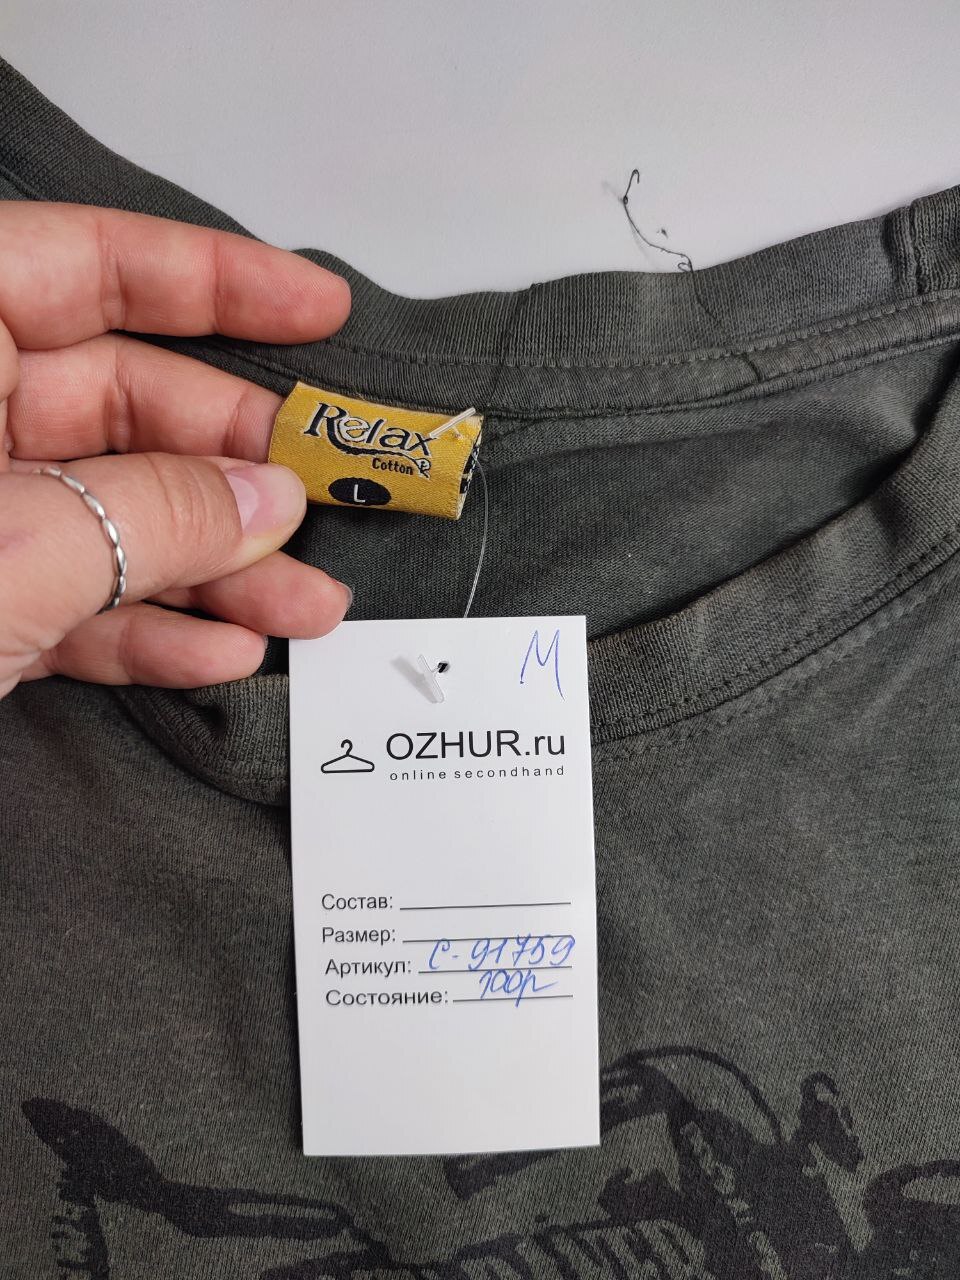 Relax
Cotton R
L
M
OZHUR.ru
online secondhand
Состав:
Размер:
Артикул: С-91759
Состояние: 100р